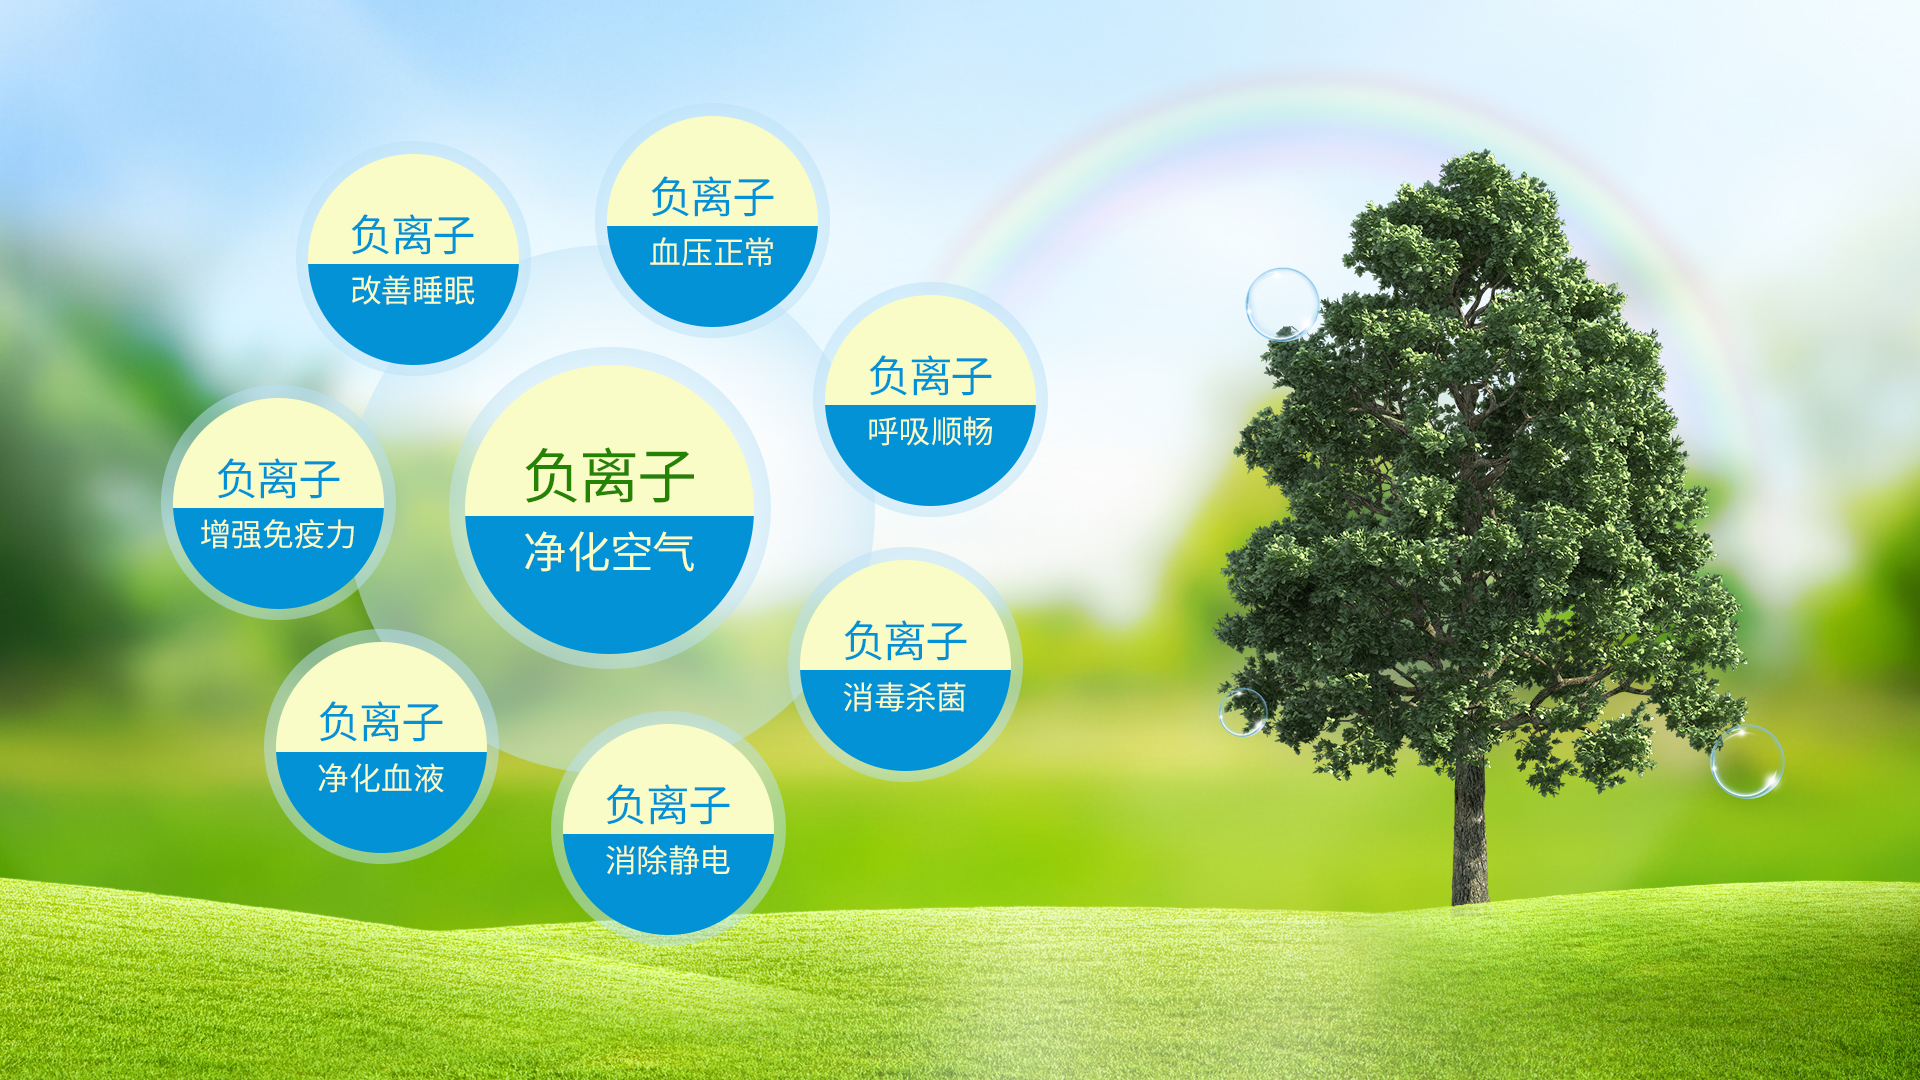 负离子
血压正常
负离子
改善睡眠
负离子
呼吸顺畅
负离子
净化空气
负离子
增强免疫力
负离子
消毒杀菌
负离子
净化血液
负离子
消除静电